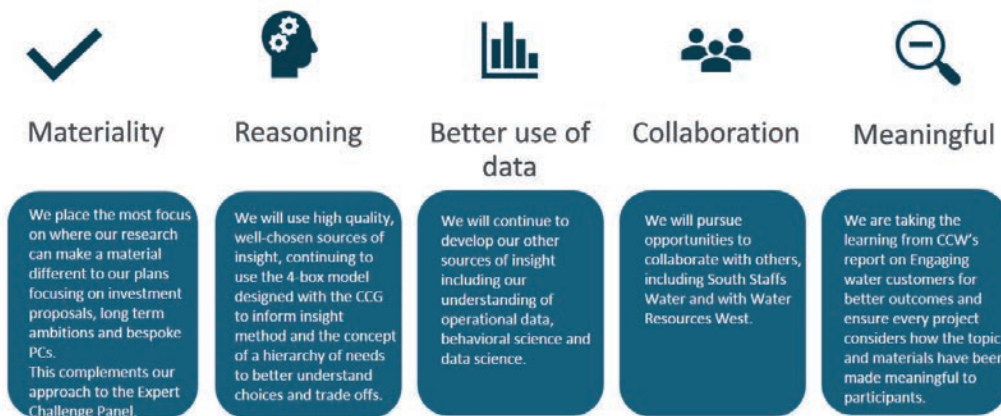 Materiality
Reasoning
Better use of
data
Collaboration
Meaningful
We place the most focus
on where our research
can make a material
different to our plans
focusing on investment
proposals, long term
ambitions and bespoke
PCs.
This complements our
approach to the Expert
Challenge Panel.
We will use high quality,
well-chosen sources of
insight, continuing to
use the 4-box model
designed with the CCG
to inform insight
method and the concept
of a hierarchy of needs
to better understand
choices and trade offs.
We will continue to
develop our other
sources of insight
including our
understanding of
operational data,
behavioral science and
data science.
We will pursue
opportunities to
collaborate with others,
including South Staffs
Water and with Water
Resources West.
We are taking the
learning from CCW's
report on Engaging
water customers for
better outcomes and
ensure every project
considers how the topic
and materials have been
made meaningful to
participants.